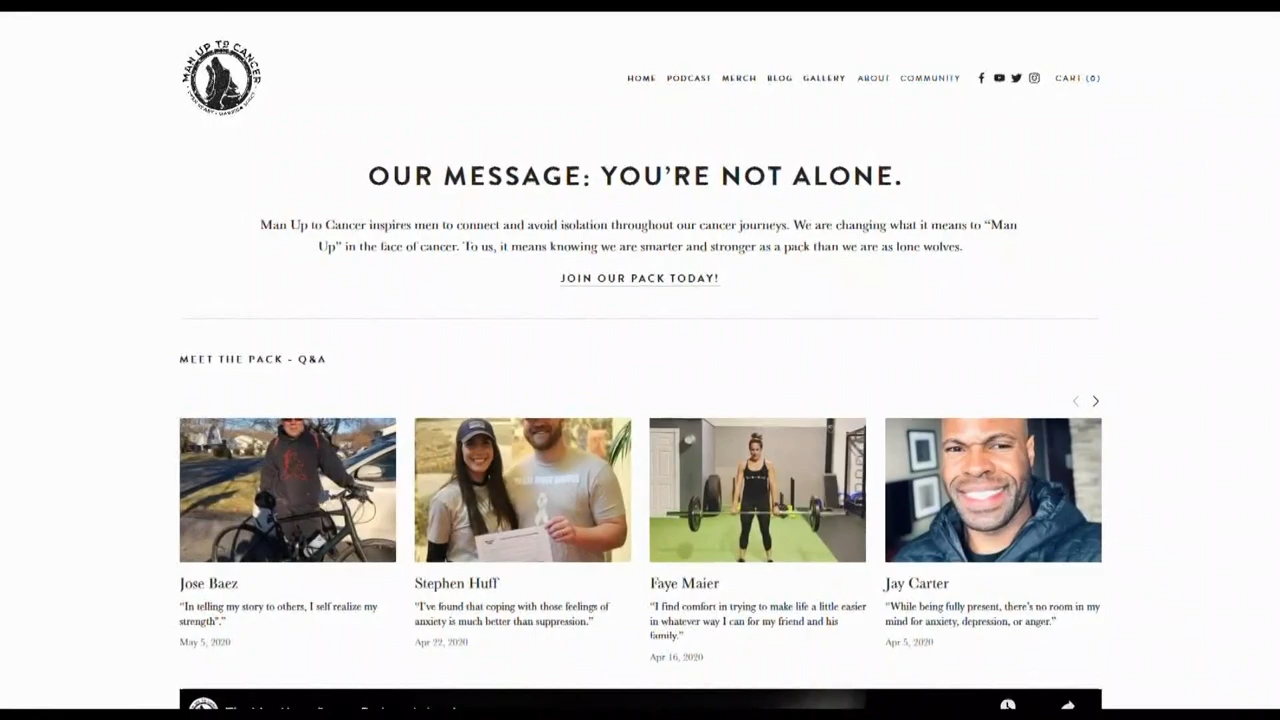 MAN UP TO CANCER
HOME PODCAST MERCH BLOG GALLERY ABOUT COMMUNITY CART (0)
OUR MESSAGE: YOU'RE NOT ALONE.
Man Up to Cancer inspires men to connect and avoid isolation throughout our cancer journeys. We are changing what it means to “Man
Up” in the face of cancer. To us, it means knowing we are smarter and stronger as a pack than we are as lone wolves.
JOIN OUR PACK TODAY!
MEET THE PACK - Q&A
Jose Baez
“In telling my story to others, I self realize my
strength".”
May 5, 2020
Stephen Huff
“I’ve found that coping with those feelings of
anxiety is much better than suppression.”
Apr 22, 2020
Faye Maier
“I find comfort in trying to make life a little easier
in whatever way I can for my friend and his
family.”
Apr 16, 2020
Jay Carter
“While being fully present, there’s no room in my
mind for anxiety, depression, or anger.”
Apr 5, 2020